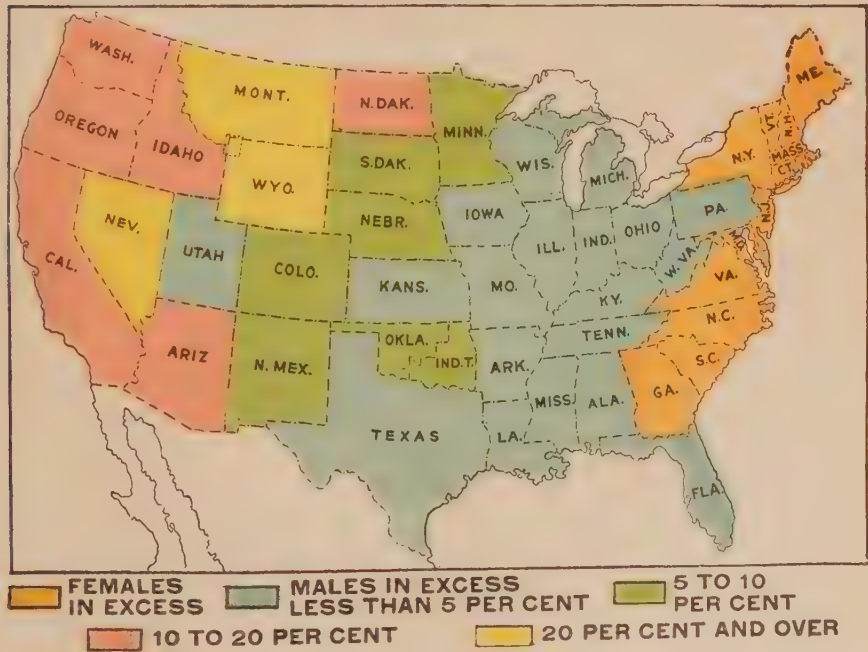 WASH.
MONT.
N.DAK.
MINN.
ME.
OREGON
IDAHO
S.DAK.
WIS.
MICH.
N.Y.
VT.
N.H.
MASS.
CT.
WYO.
NEBR.
IOWA
PA.
N.J.
NEV.
UTAH
COLO.
KANS.
MO.
ILL.
IND.
OHIO
W.VA.
VA.
KY.
CAL.
ARIZ
N.MEX.
OKLA.
IND.T.
ARK.
TENN.
N.C.
S.C.
TEXAS
LA.
MISS.
ALA.
GA.
FLA.
FEMALES
IN EXCESS
MALES IN EXCESS
LESS THAN 5 PER CENT
5 TO 10
PER CENT
10 TO 20 PER CENT
20 PER CENT AND OVER